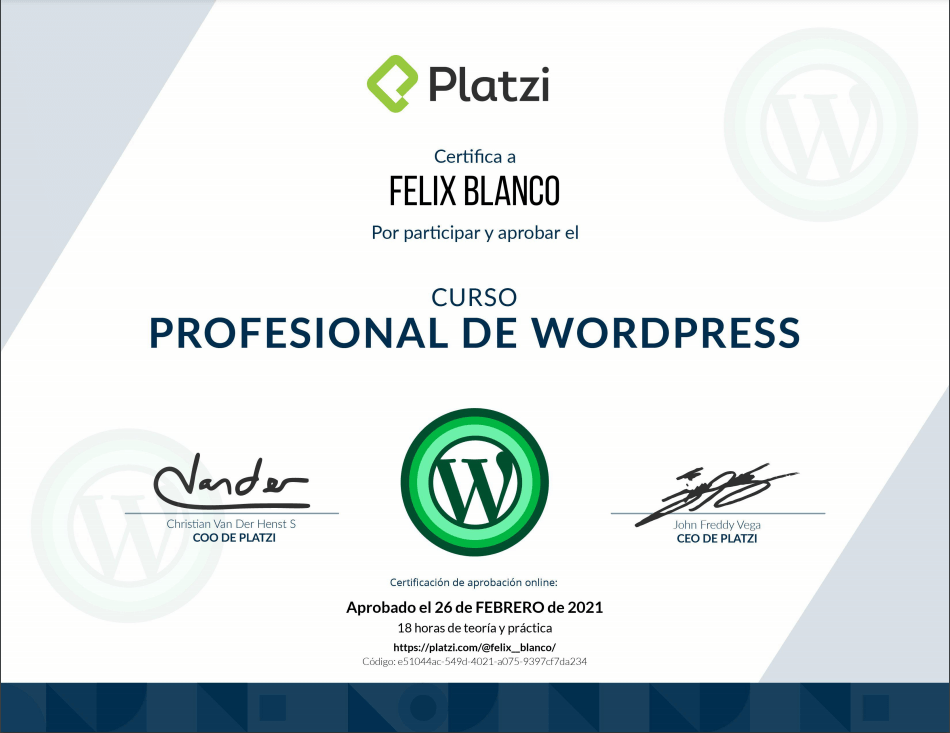 Platzi
Certifica a
FELIX BLANCO
Por participar y aprobar el
CURSO
PROFESIONAL DE WORDPRESS
Vander
Christian Van Der Henst S
COO DE PLATZI
John Freddy Vega
CEO DE PLATZI
Certificación de aprobación online:
Aprobado el 26 de FEBRERO de 2021
18 horas de teoría y práctica
https://platzi.com/@felix__blanco/
Código: e51044ac-549d-4021-a075-9397cf7da234